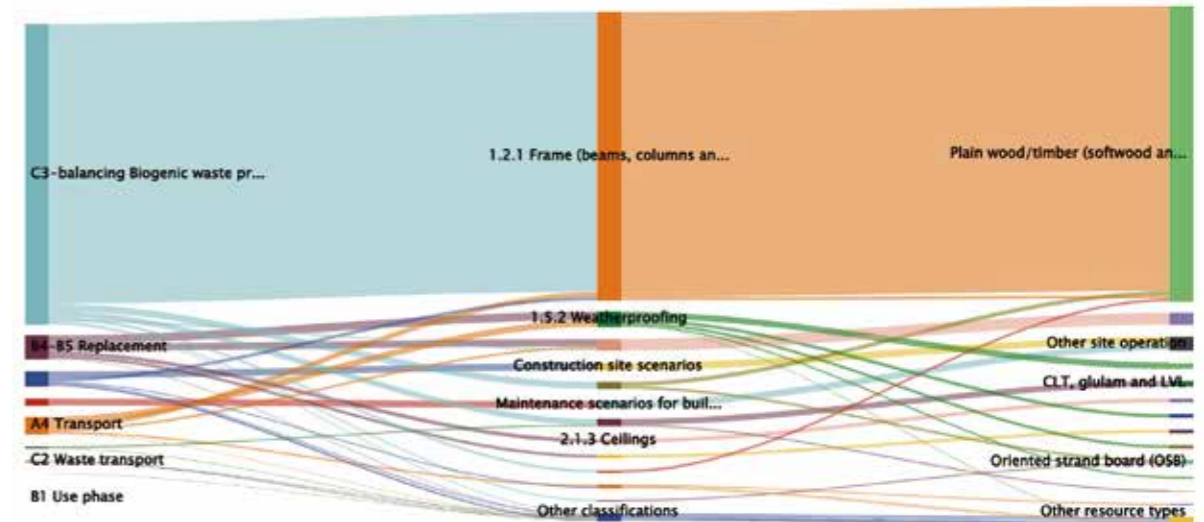 C3-balancing Biogenic waste pr...
B4-B5 Replacement
A4 Transport
C2 Waste transport
B1 Use phase
1.2.1 Frame (beams, columns an...
1.5.2 Weatherproofing
Construction site scenarios
Maintenance scenarios for buil...
2.1.3 Ceilings
Other classifications
Plain wood/timber (softwood an...
Other site operation
CLT, glulam and LVL
Oriented strand board (OSB)
Other resource types